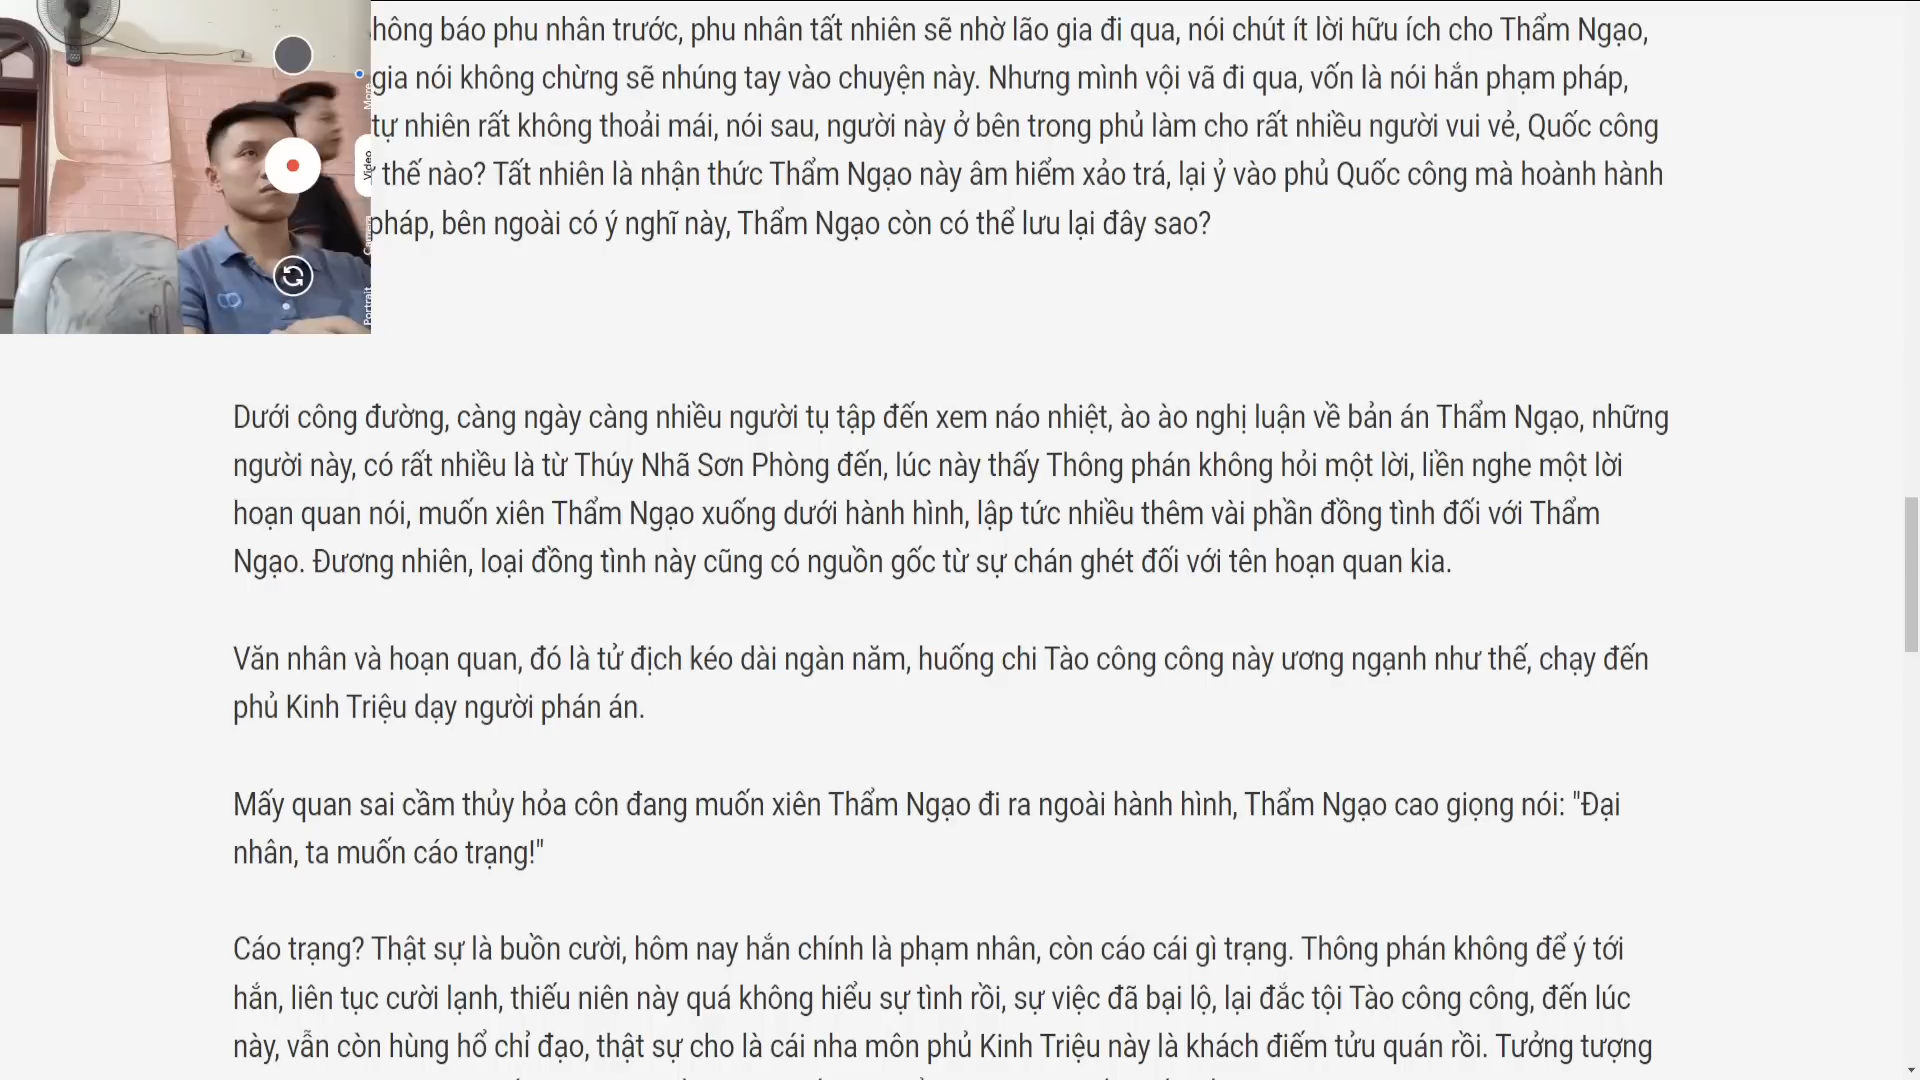 hông báo phu nhân trước, phu nhân tất nhiên sẽ nhờ lão gia đi qua, nói chút ít lời hữu ích cho Thẩm Ngạo,
gia nói không chừng sẽ nhúng tay vào chuyện này. Nhưng mình vội vã đi qua, vốn là nói hắn phạm pháp,
tự nhiên rất không thoải mái, nói sau, người này ở bên trong phủ làm cho rất nhiều người vui vẻ, Quốc công
thế nào? Tất nhiên là nhận thức Thẩm Ngạo này âm hiểm xảo trá, lại ỷ vào phủ Quốc công mà hoành hành
pháp, bên ngoài có ý nghĩ này, Thẩm Ngạo còn có thể lưu lại đây sao?
More
Video
Camera
Portrait
Dưới công đường, càng ngày càng nhiều người tụ tập đến xem náo nhiệt, ào ào nghị luận về bản án Thẩm Ngạo, những
người này, có rất nhiều là từ Thúy Nhã Sơn Phòng đến, lúc này thấy Thông phán không hỏi một lời, liền nghe một lời
hoạn quan nói, muốn xiên Thẩm Ngạo xuống dưới hành hình, lập tức nhiều thêm vài phần đồng tình đối với Thẩm
Ngạo. Đương nhiên, loại đồng tình này cũng có nguồn gốc từ sự chán ghét đối với tên hoạn quan kia.
Văn nhân và hoạn quan, đó là tử địch kéo dài ngàn năm, huống chi Tào công công này ương ngạnh như thế, chạy đến
phủ Kinh Triệu dạy người phán án.
Mấy quan sai cầm thủy hỏa côn đang muốn xiên Thẩm Ngạo đi ra ngoài hành hình, Thẩm Ngạo cao giọng nói: "Đại
nhân, ta muốn cáo trạng!"
Cáo trạng? Thật sự là buồn cười, hôm nay hắn chính là phạm nhân, còn cáo cái gì trạng. Thông phán không để ý tới
hắn, liên tục cười lạnh, thiếu niên này quá không hiểu sự tình rồi, sự việc đã bại lộ, lại đắc tội Tào công công, đến lúc
này, vẫn còn hùng hổ chỉ đạo, thật sự cho là cái nha môn phủ Kinh Triệu này là khách điếm tửu quán rồi. Tưởng tượng